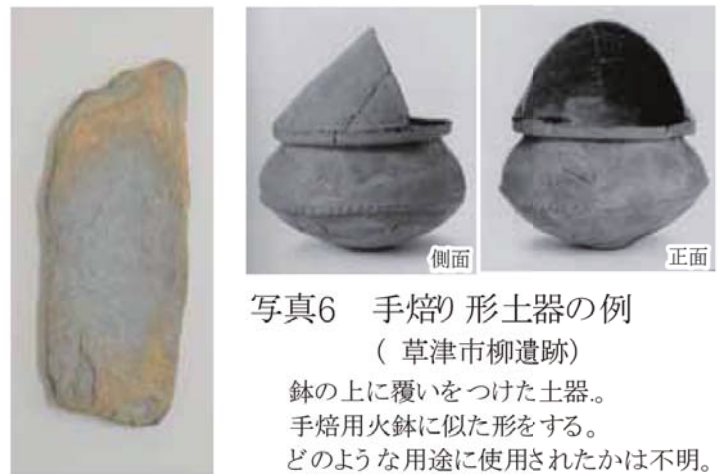 側面
正面
写真6 手焙り形土器の例
( 草津市柳遺跡)
鉢の上に覆いをつけた土器.。
手焙用火鉢に似た形をする。
どのような用途に使用されたかは不明。